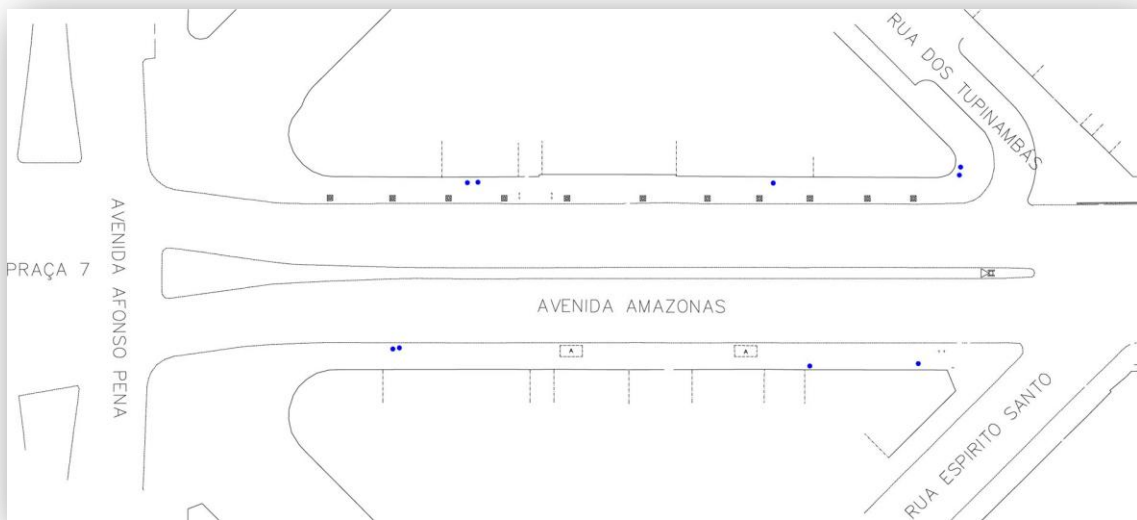 RUA DOS TUPINAMBÁS
AVENIDA AFONSO PENA
PRAÇA 7
AVENIDA AMAZONAS
A
A
RUA ESPIRITO SANTO